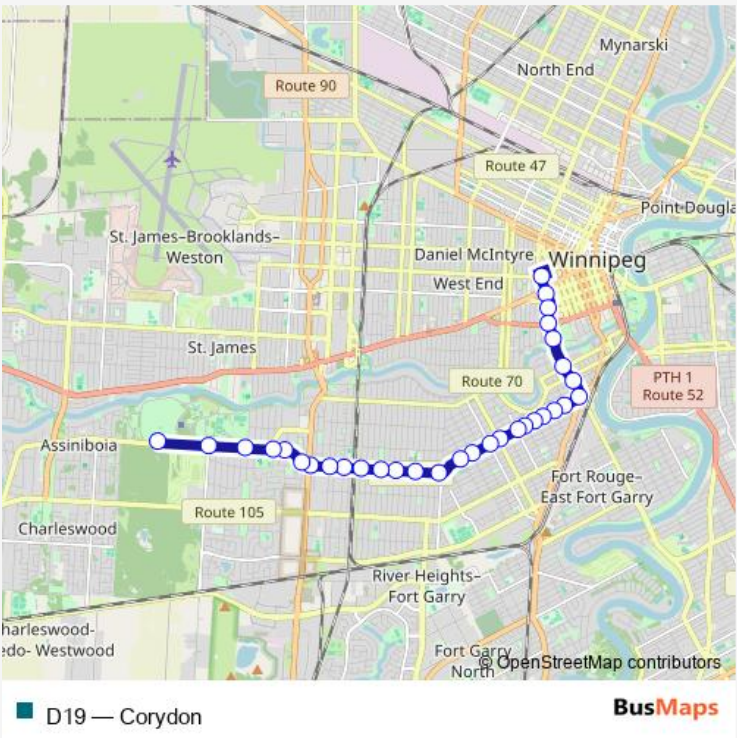 Mynarski
North End
Route 90
Route 47
Point Dougla
St. James–Brooklands–
Weston
Daniel McIntyre
Winnipeg
West End
St. James
Route 70
PTH 1
Route 52
Assiniboia
Fort Rouge–
East Fort Garry
Route 105
Charleswood
River Heights–
Fort Garry
harleswood-
edo- Westwood
Fort Garry
North
© OpenStreetMap contributors
D19 — Corydon
BusMaps